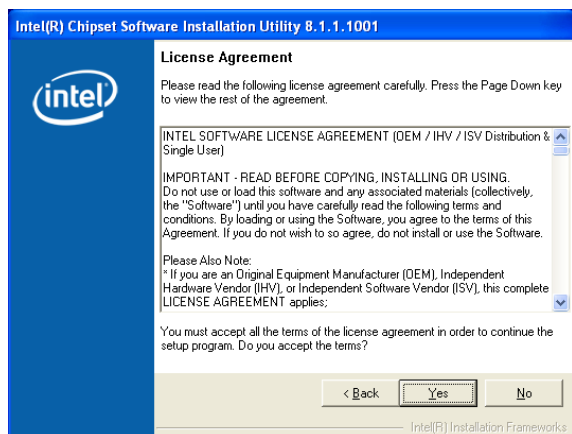 Intel(R) Chipset Software Installation Utility 8.1.1.1001
intel
License Agreement
Please read the following license agreement carefully. Press the Page Down key
to view the rest of the agreement.
INTEL SOFTWARE LICENSE AGREEMENT (OEM / IHV / ISV Distribution &
Single User)
IMPORTANT - READ BEFORE COPYING, INSTALLING OR USING.
Do not use or load this software and any associated materials (collectively,
the "Software") until you have carefully read the following terms and
conditions. By loading or using the Software, you agree to the terms of this
Agreement. If you do not wish to so agree, do not install or use the Software.
Please Also Note:
* If you are an Original Equipment Manufacturer (OEM), Independent
Hardware Vendor (IHV), or Independent Software Vendor (ISV), this complete
LICENSE AGREEMENT applies;
You must accept all the terms of the license agreement in order to continue the
setup program. Do you accept the terms?
< Back
Yes
No
Intel(R) Installation Frameworks